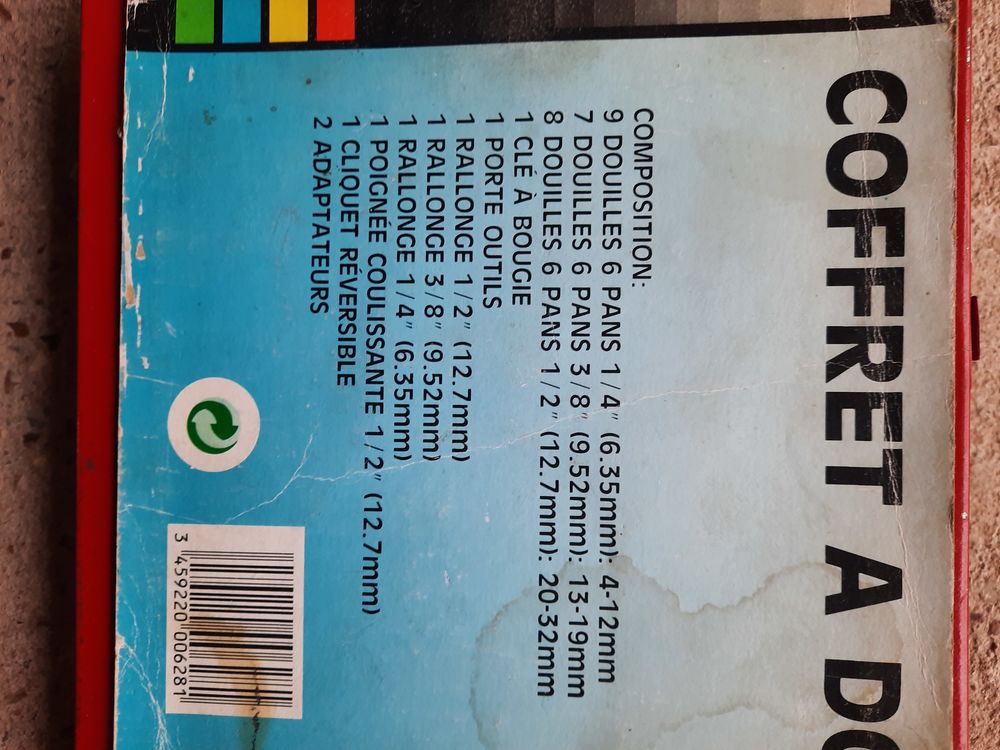 COFFRET A DO
COMPOSITION:
9 DOUILLES 6 PANS 1/4" (6.35mm): 4-12mm
7 DOUILLES 6 PANS 3/8" (9.52mm): 13-19mm
8 DOUILLES 6 PANS 1/2" (12.7mm): 20-32mm
1 CLÉ À BOUGIE
1 PORTE OUTILS
1 RALLONGE 1/2" (12.7mm)
1 RALLONGE 3/8" (9.52mm)
1 RALLONGE 1/4" (6.35mm)
1 POIGNÉE COULISSANTE 1/2" (12.7mm)
1 CLIQUET RÉVERSIBLE
2 ADAPTATEURS
3 459220 006281